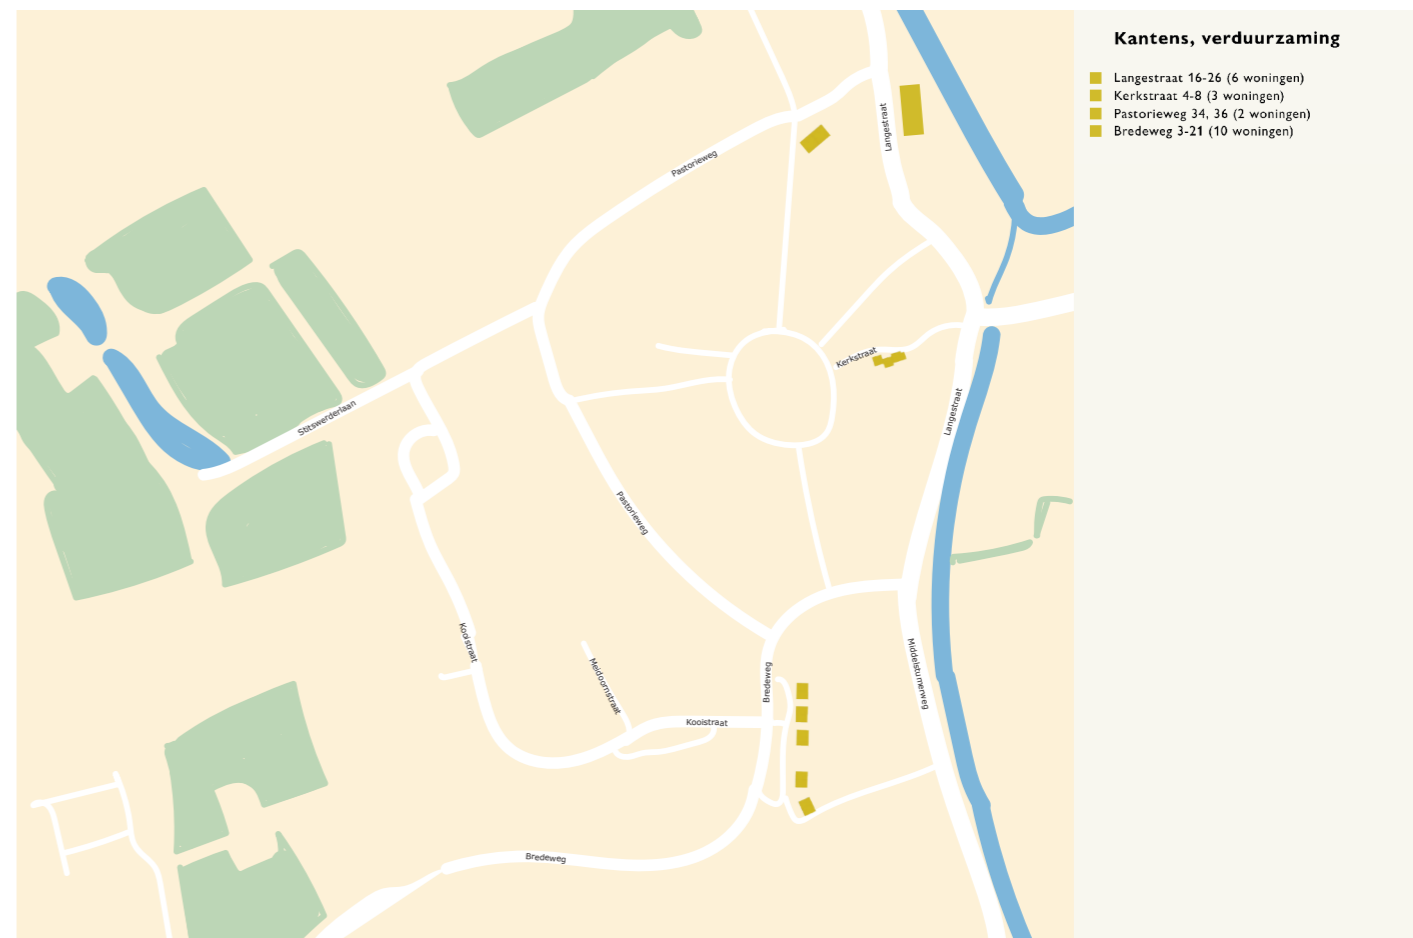 Kantens, verduurzaming
Langestraat 16-26 (6 woningen)
Kerkstraat 4-8 (3 woningen)
Pastorieweg 34, 36 (2 woningen)
Bredeweg 3-21 (10 woningen)
Langestraat
Pastorieweg
Kerkstraat
Langestraat
Stitswerderlaan
Pastorieweg
Kooistraat
Meidoornstraat
Bredeweg
Middelstumerweg
Kooistraat
Bredeweg